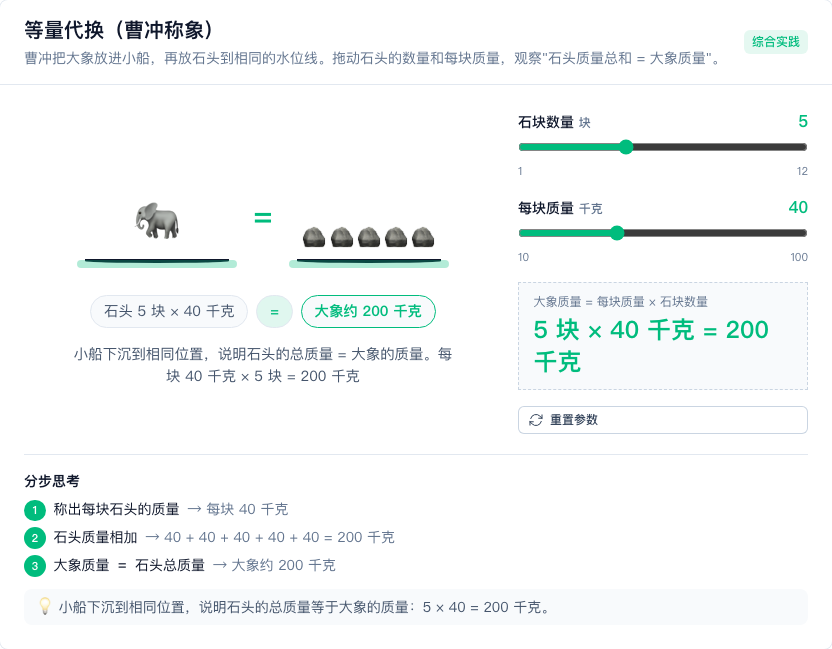 等量代换（曹冲称象）
曹冲把大象放进小船，再放石头到相同的水位线。拖动石头的数量和每块质量，观察"石头质量总和 = 大象质量"。
综合实践
石块数量 块
5
1
12
每块质量 千克
40
10
100
=
石头 5 块 × 40 千克
=
大象约 200 千克
小船下沉到相同位置，说明石头的总质量 = 大象的质量。每
块 40 千克 × 5 块 = 200 千克
大象质量 = 每块质量 × 石块数量
5 块 × 40 千克 = 200
千克
重置参数
分步思考
1 称出每块石头的质量 → 每块 40 千克
2 石头质量相加 → 40 + 40 + 40 + 40 + 40 = 200 千克
3 大象质量 = 石头总质量 → 大象约 200 千克
小船下沉到相同位置，说明石头的总质量等于大象的质量：5 × 40 = 200 千克。